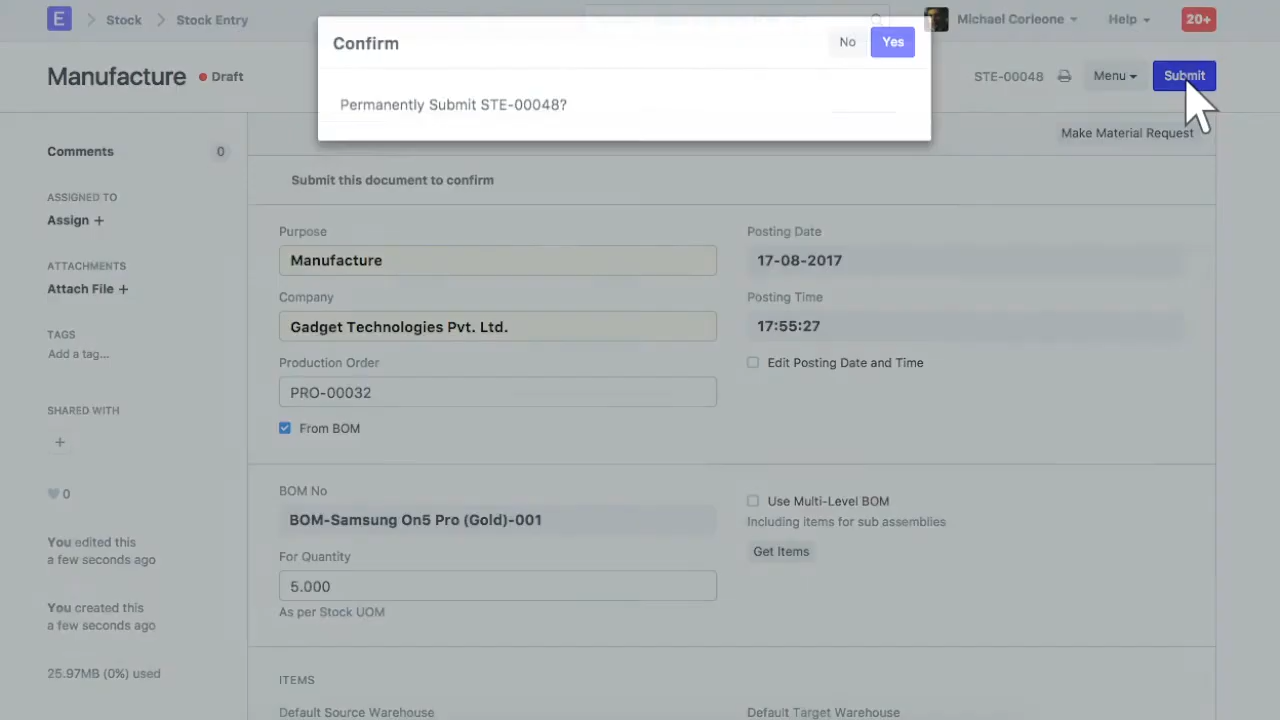 E Stock Stock Entry
Michael Corleone Help 20+
Confirm No Yes
Permanently Submit STE-00048?
Manufacture Draft
STE-00048 Menu Submit
Make Material Request
Comments 0
ASSIGNED TO
Assign +
ATTACHMENTS
Attach File +
TAGS
Add a tag...
SHARED WITH
+
0
You edited this
a few seconds ago
You created this
a few seconds ago
25.97MB (0%) used
Submit this document to confirm
Purpose
Manufacture
Company
Gadget Technologies Pvt. Ltd.
Production Order
PRO-00032
From BOM
Posting Date
17-08-2017
Posting Time
17:55:27
Edit Posting Date and Time
BOM No
BOM-Samsung On5 Pro (Gold)-001
For Quantity
5.000
As per Stock UOM
Use Multi-Level BOM
Including items for sub assemblies
Get Items
ITEMS
Default Source Warehouse
Default Target Warehouse